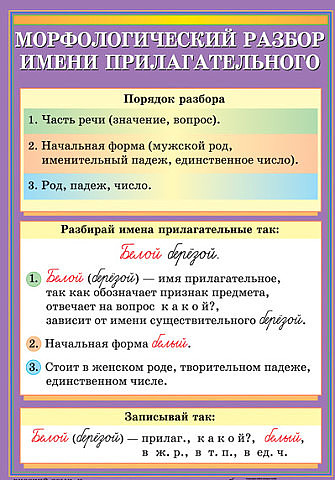 МОРФОЛОГИЧЕСКИЙ РАЗБОР
ИМЕНИ ПРИЛАГАТЕЛЬНОГО
Порядок разбора
1. Часть речи (значение, вопрос).
2. Начальная форма (мужской род,
именительный падеж, единственное число).
3. Род, падеж, число.
Разбирай имена прилагательные так:
Белой берёзой.
1. Белой (берёзой) — имя прилагательное,
так как обозначает признак предмета,
отвечает на вопрос к а к о й?,
зависит от имени существительного берёзой.
2. Начальная форма белый.
3. Стоит в женском роде, творительном падеже,
единственном числе.
Записывай так:
Белой (берёзой) — прилаг., к а к о й?, белый,
в ж. р., в т. п., в ед. ч.